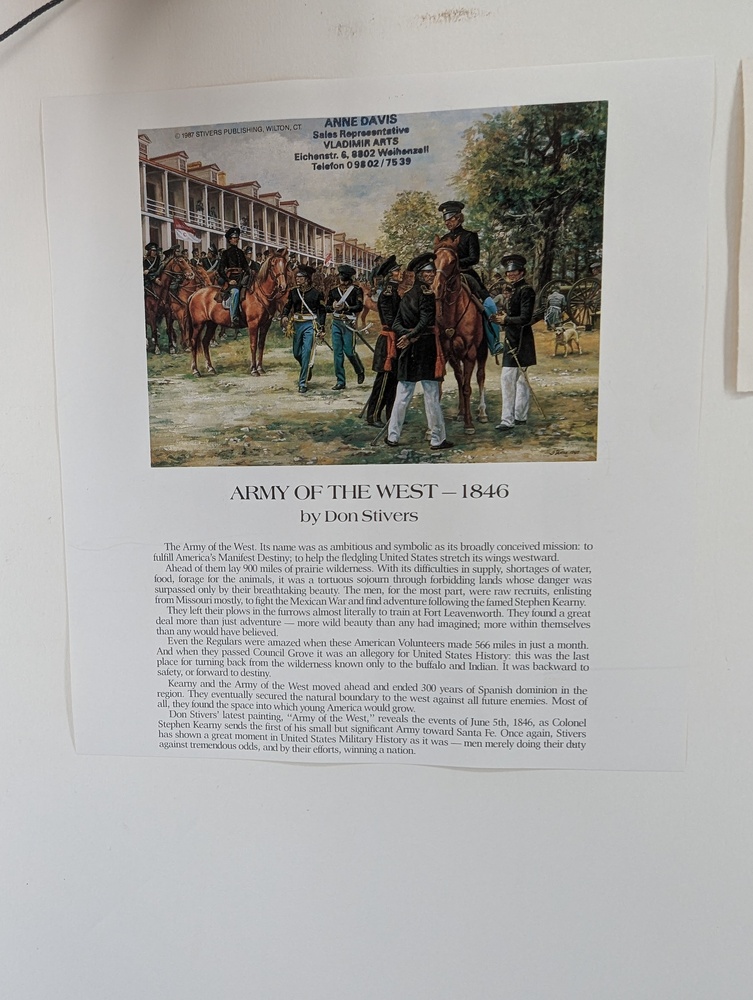 © 1987 STIVERS PUBLISHING, WILTON, CT
ANNE DAVIS
Sales Representative
VLADIMIR ARTS
Eichenstr. 6, 8802 Weihenzell
Telefon 0 98 02 / 75 39
ARMY OF THE WEST – 1846
by Don Stivers
The Army of the West. Its name was as ambitious and symbolic as its broadly conceived mission: to
fulfill America's Manifest Destiny; to help the fledgling United States stretch its wings westward.
Ahead of them lay 900 miles of prairie wilderness. With its difficulties in supply, shortages of water,
food, forage for the animals, it was a tortuous sojourn through forbidding lands whose danger was
surpassed only by their breathtaking beauty. The men, for the most part, were raw recruits, enlisting
from Missouri mostly, to fight the Mexican War and find adventure following the famed Stephen Kearny.
They left their plows in the furrows almost literally to train at Fort Leavenworth. They found a great
deal more than just adventure — more wild beauty than any had imagined; more within themselves
than any would have believed.
Even the Regulars were amazed when these American Volunteers made 566 miles in just a month.
And when they passed Council Grove it was an allegory for United States History: this was the last
place for turning back from the wilderness known only to the buffalo and Indian. It was backward to
safety, or forward to destiny.
Kearny and the Army of the West moved ahead and ended 300 years of Spanish dominion in the
region. They eventually secured the natural boundary to the west against all future enemies. Most of
all, they found the space into which young America would grow.
Don Stivers' latest painting, "Army of the West," reveals the events of June 5th, 1846, as Colonel
Stephen Kearny sends the first of his small but significant Army toward Santa Fe. Once again, Stivers
has shown a great moment in United States Military History as it was — men merely doing their duty
against tremendous odds, and by their efforts, winning a nation.